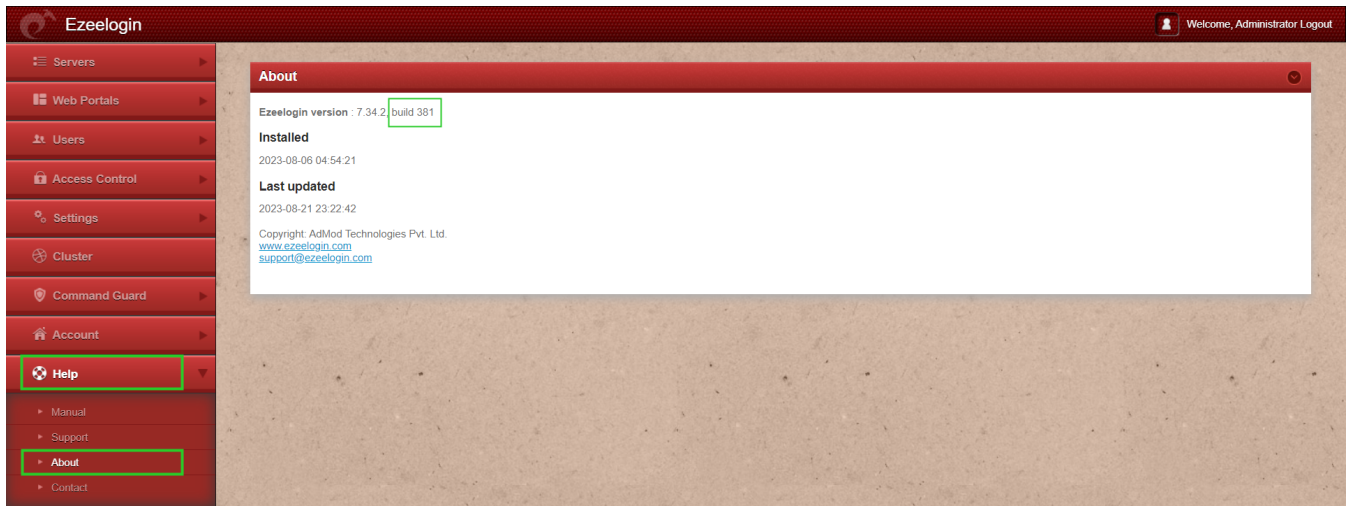 Ezeelogin
Welcome, Administrator Logout
Servers
Web Portals
Users
Access Control
Settings
Cluster
Command Guard
Account
Help
Manual
Support
About
Contact
About
Ezeelogin version : 7.34.2, build 381
Installed
2023-08-06 04:54:21
Last updated
2023-08-21 23:22:42
Copyright: AdMod Technologies Pvt. Ltd.
www.ezeelogin.com
support@ezeelogin.com